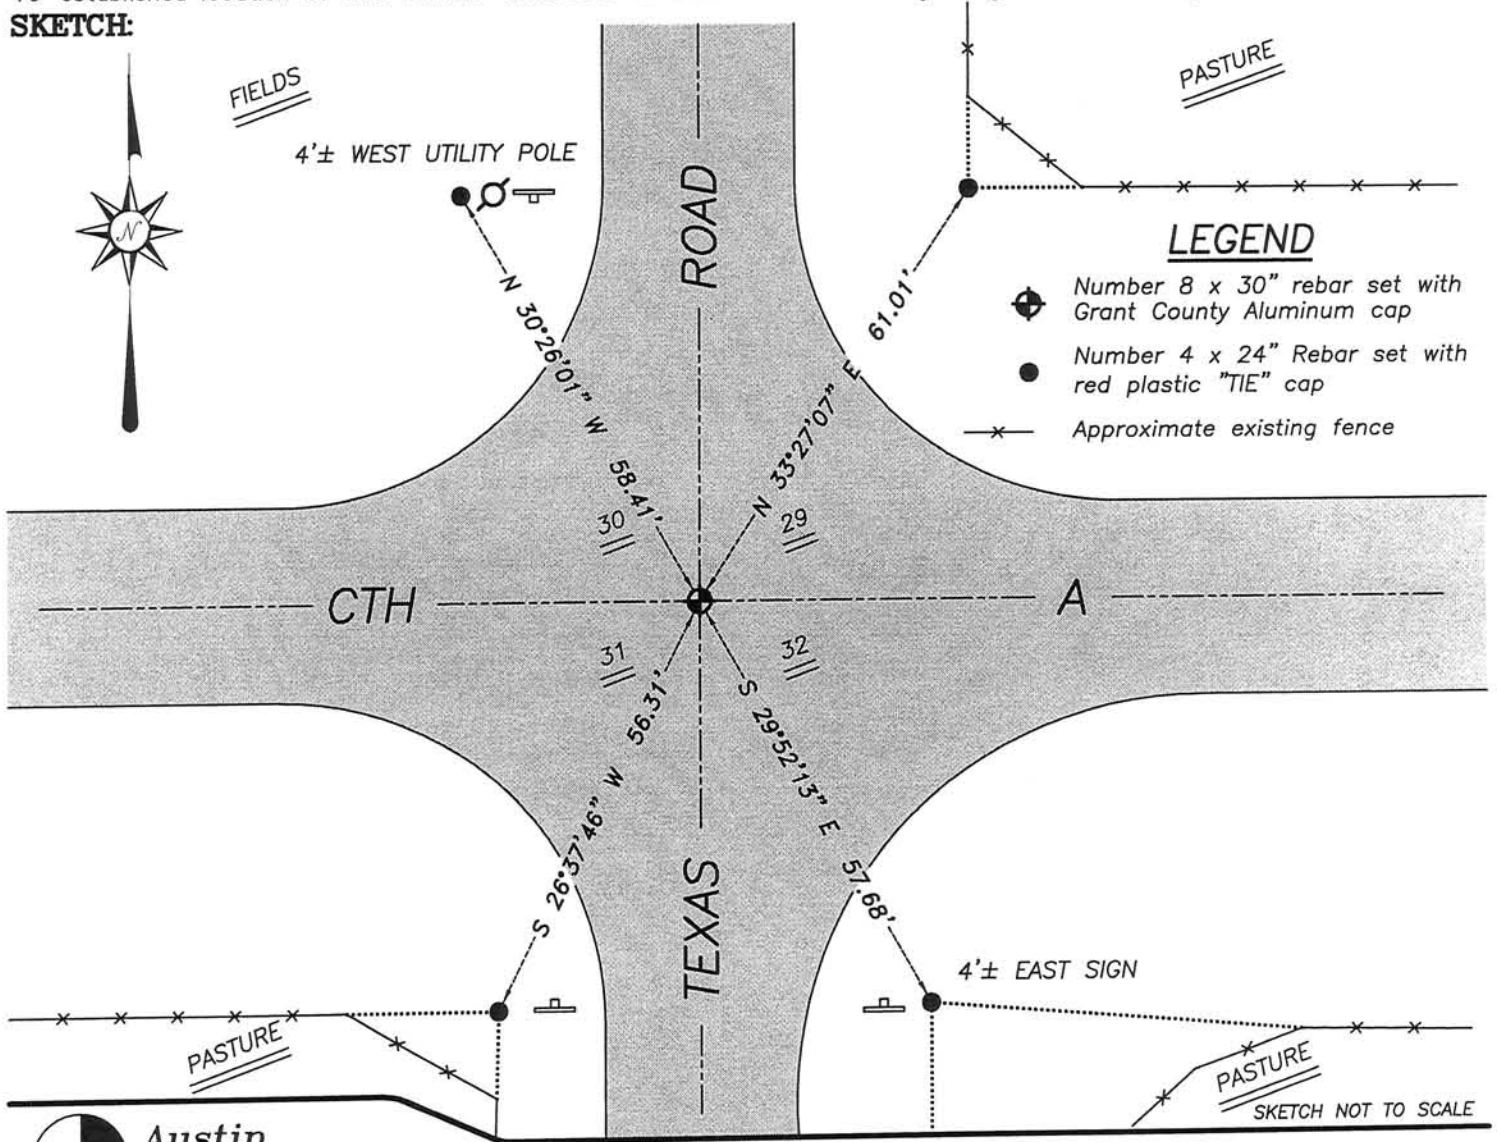 SKETCH:
FIELDS
PASTURE
4'± WEST UTILITY POLE
N
ROAD
LEGEND
Number 8 x 30" rebar set with
Grant County Aluminum cap
Number 4 x 24" Rebar set with
red plastic "TIE" cap
Approximate existing fence
N 30°26'01" W 58.41'
N 33°27'07" E 61.01'
30
29
CTH
A
31
32
S 26°37'46" W 56.31'
S 29°52'13" E 57.68'
TEXAS
4'± EAST SIGN
PASTURE
PASTURE
SKETCH NOT TO SCALE
Austin